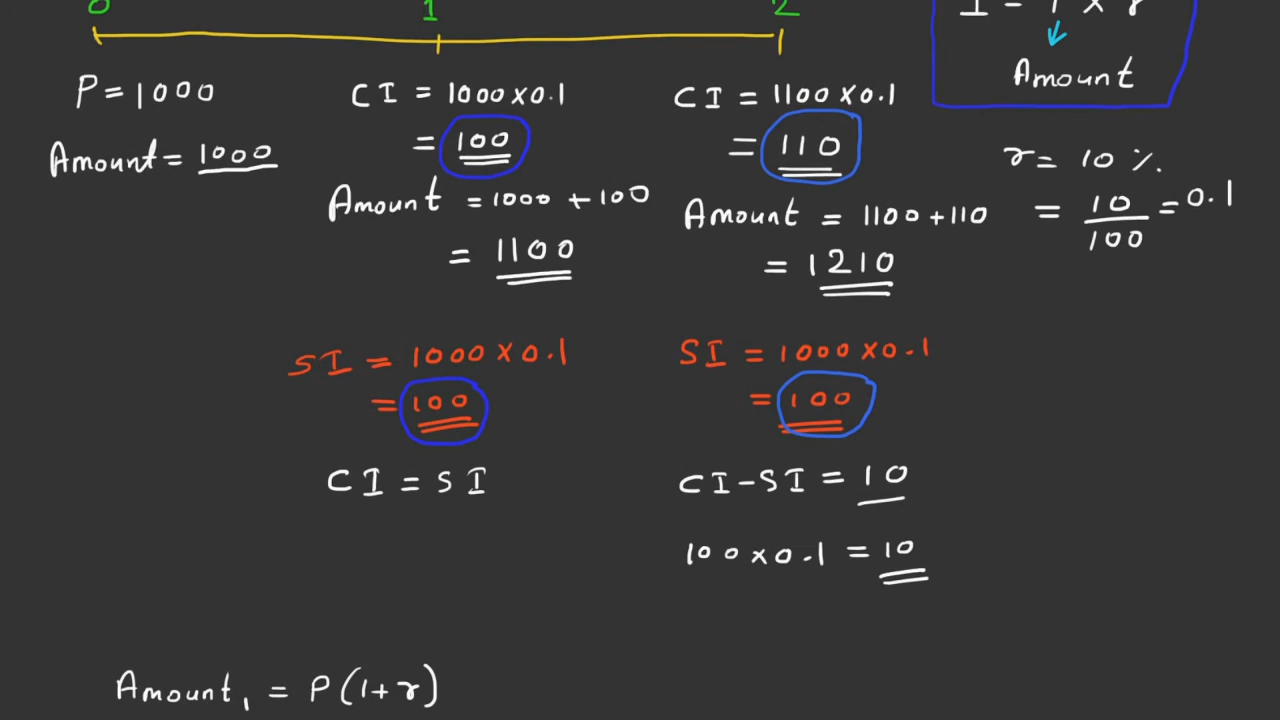 0 1 2
I = P × r
Amount
P = 1000
Amount = 1000
CI = 1000 × 0.1
= 100
Amount = 1000 + 100
= 1100
CI = 1100 × 0.1
= 110
Amount = 1100 + 110
= 1210
r = 10 %.
= 10/100 = 0.1
SI = 1000 × 0.1
= 100
CI = SI
SI = 1000 × 0.1
= 100
CI - SI = 10
100 × 0.1 = 10
Amount₁ = P(1 + r)